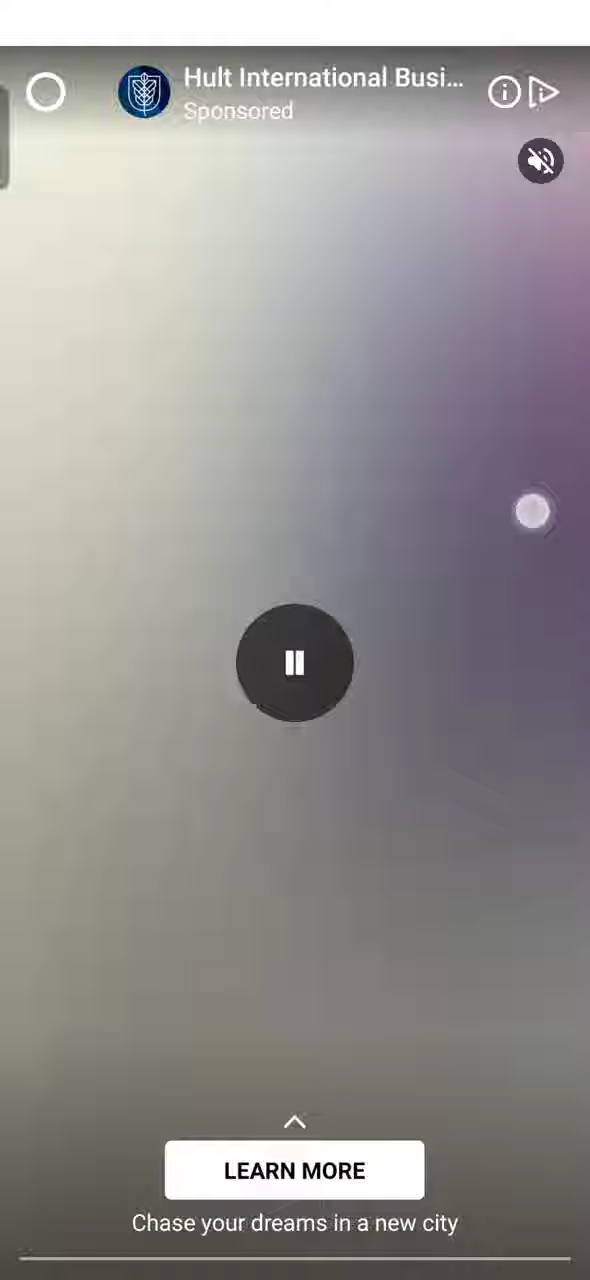 Hult International Busi...
Sponsored
LEARN MORE
Chase your dreams in a new city